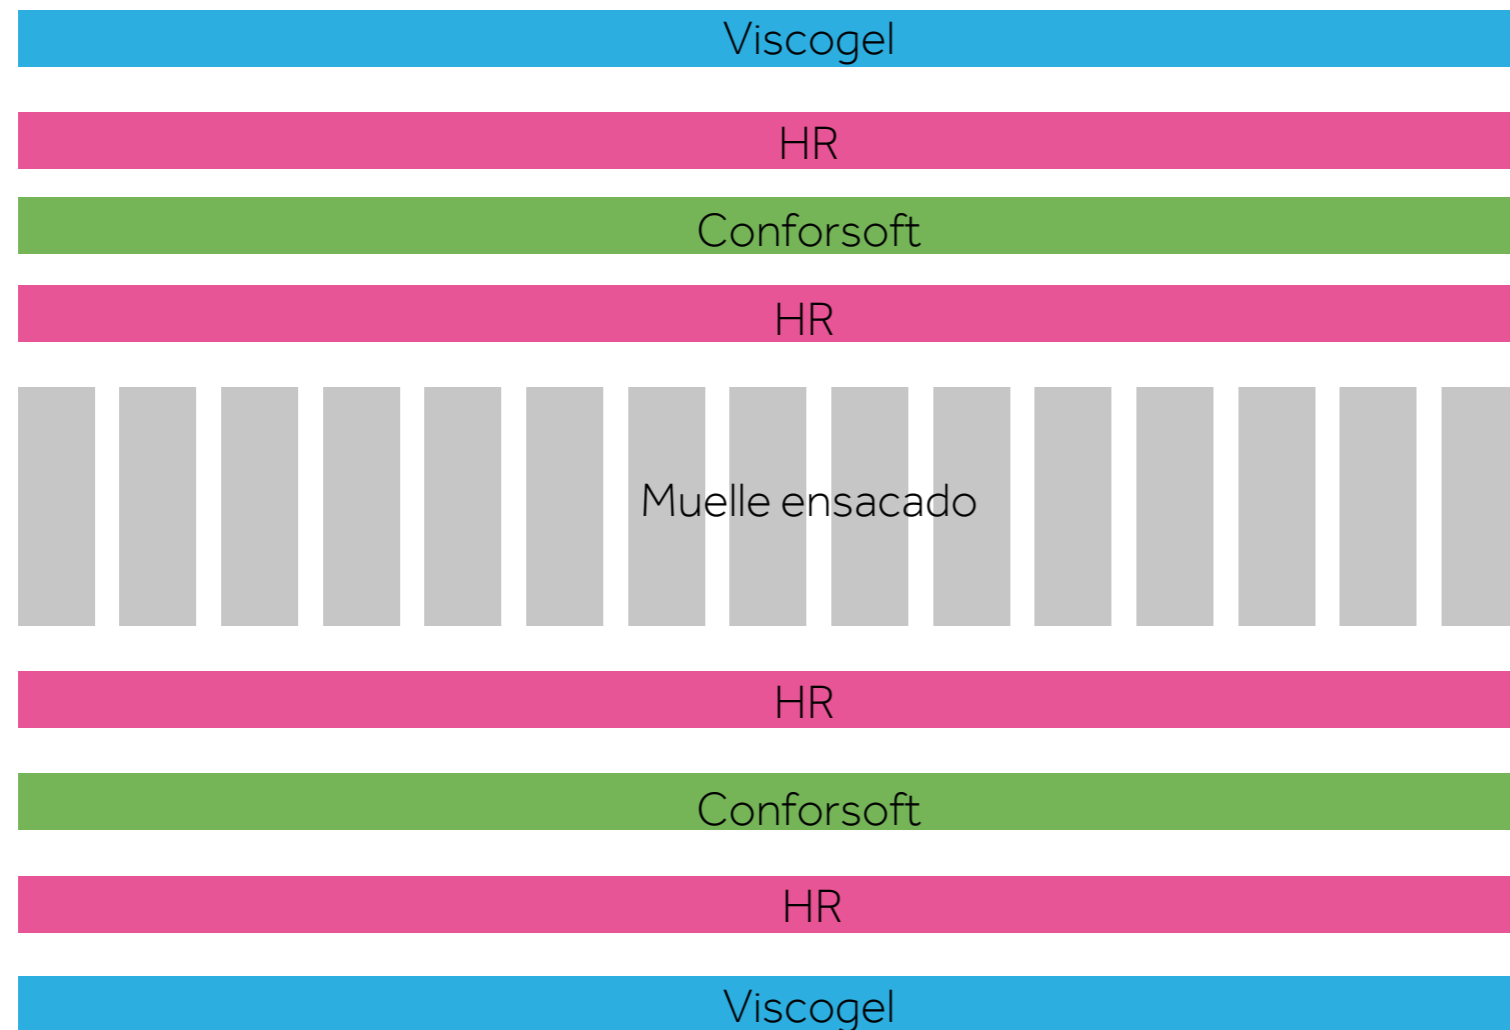 Viscogel
HR
Conforsoft
HR
Muelle ensacado
HR
Conforsoft
HR
Viscogel